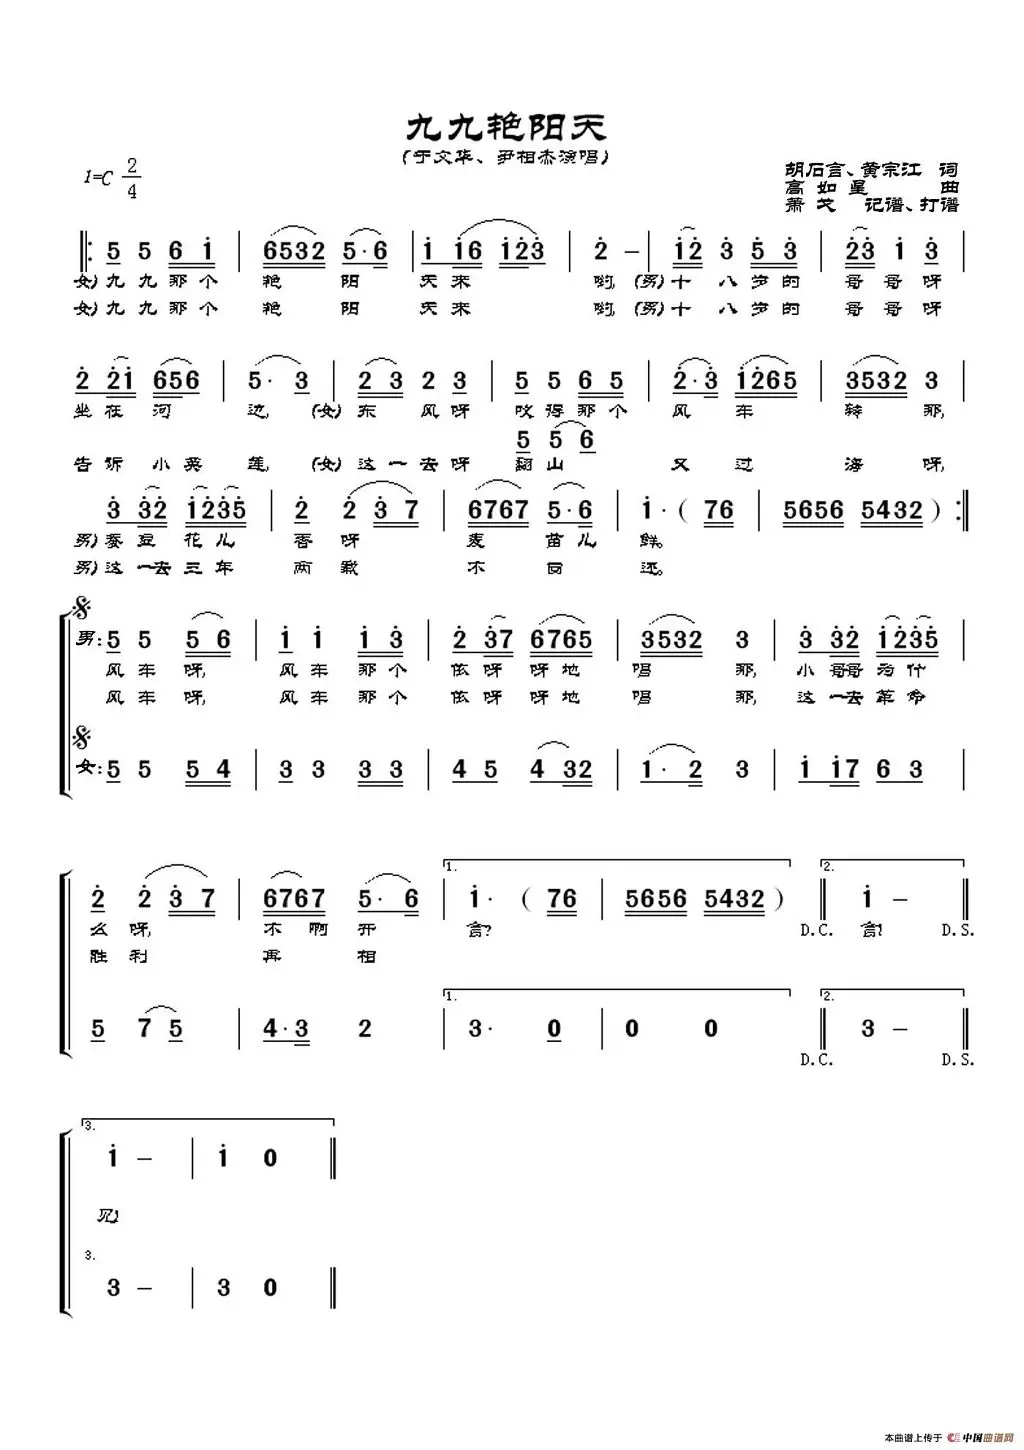 九九艳阳天
(于文华、尹相杰演唱)
1=C 2/4
胡石言、黄宗江 词
高如星 曲
萧戈 记谱、打谱
5 5 6 i 6532 5·6 i i6 i23 2 - i2 3 5 3 23 i 3
女)九九那个艳阳天来哟,(男)十八岁的哥哥呀
女)九九那个艳阳天来哟,(男)十八岁的哥哥呀
2 2i 656 5· 3 2 3 2 3 5 5 6 5 2·3 i265 3532 3
坐在河边,(女)东风呀吹得那个风车转那,
5 5 6
告诉小英莲,(女)这一去呀翻山又过海呀,
3 32 i235 2 2 3 7 6767 5·6 i·(76 5656 5432)
男)蚕豆花儿香呀麦苗儿鲜。
男)这一去三年两载不回还。
男: 5 5 5 6 i i i 3 2 37 6765 3532 3 3 32 i235
风车呀,风车那个依呀呀地唱那,小哥哥为什
风车呀,风车那个依呀呀地唱那,这一去革命
女: 5 5 5 4 3 3 3 3 4 5 4 32 1·2 3 i i7 6 3
1. 2.
2 2 3 7 6767 5·6 i·(76 5656 5432) i -
么呀,不啊开言? D.C. 言! D.S.
胜利再相
1. 2.
5 7 5 4·3 2 3· 0 0 0 3 -
D.C. D.S.
3.
i - i 0
见!
3.
3 - 3 0
本曲谱上传于 中国曲谱网